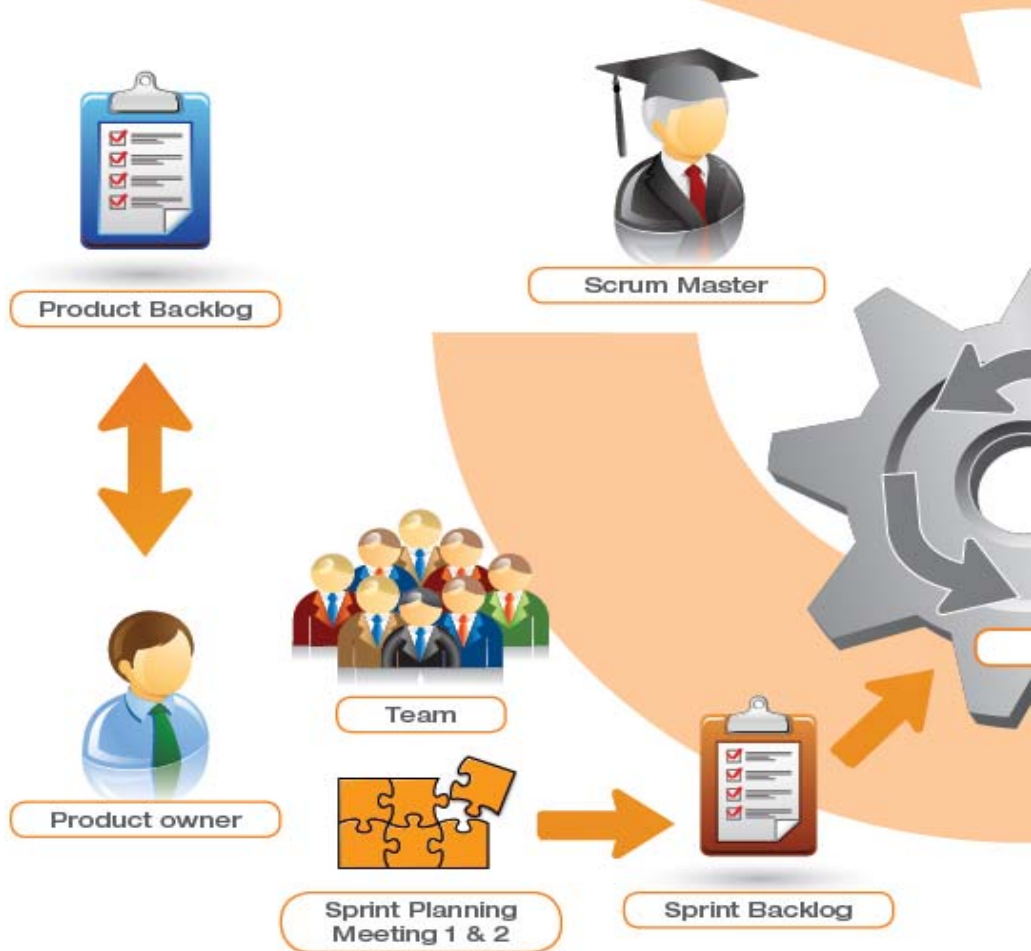 Product Backlog
Scrum Master
Team
Product owner
Sprint Planning
Meeting 1 & 2
Sprint Backlog